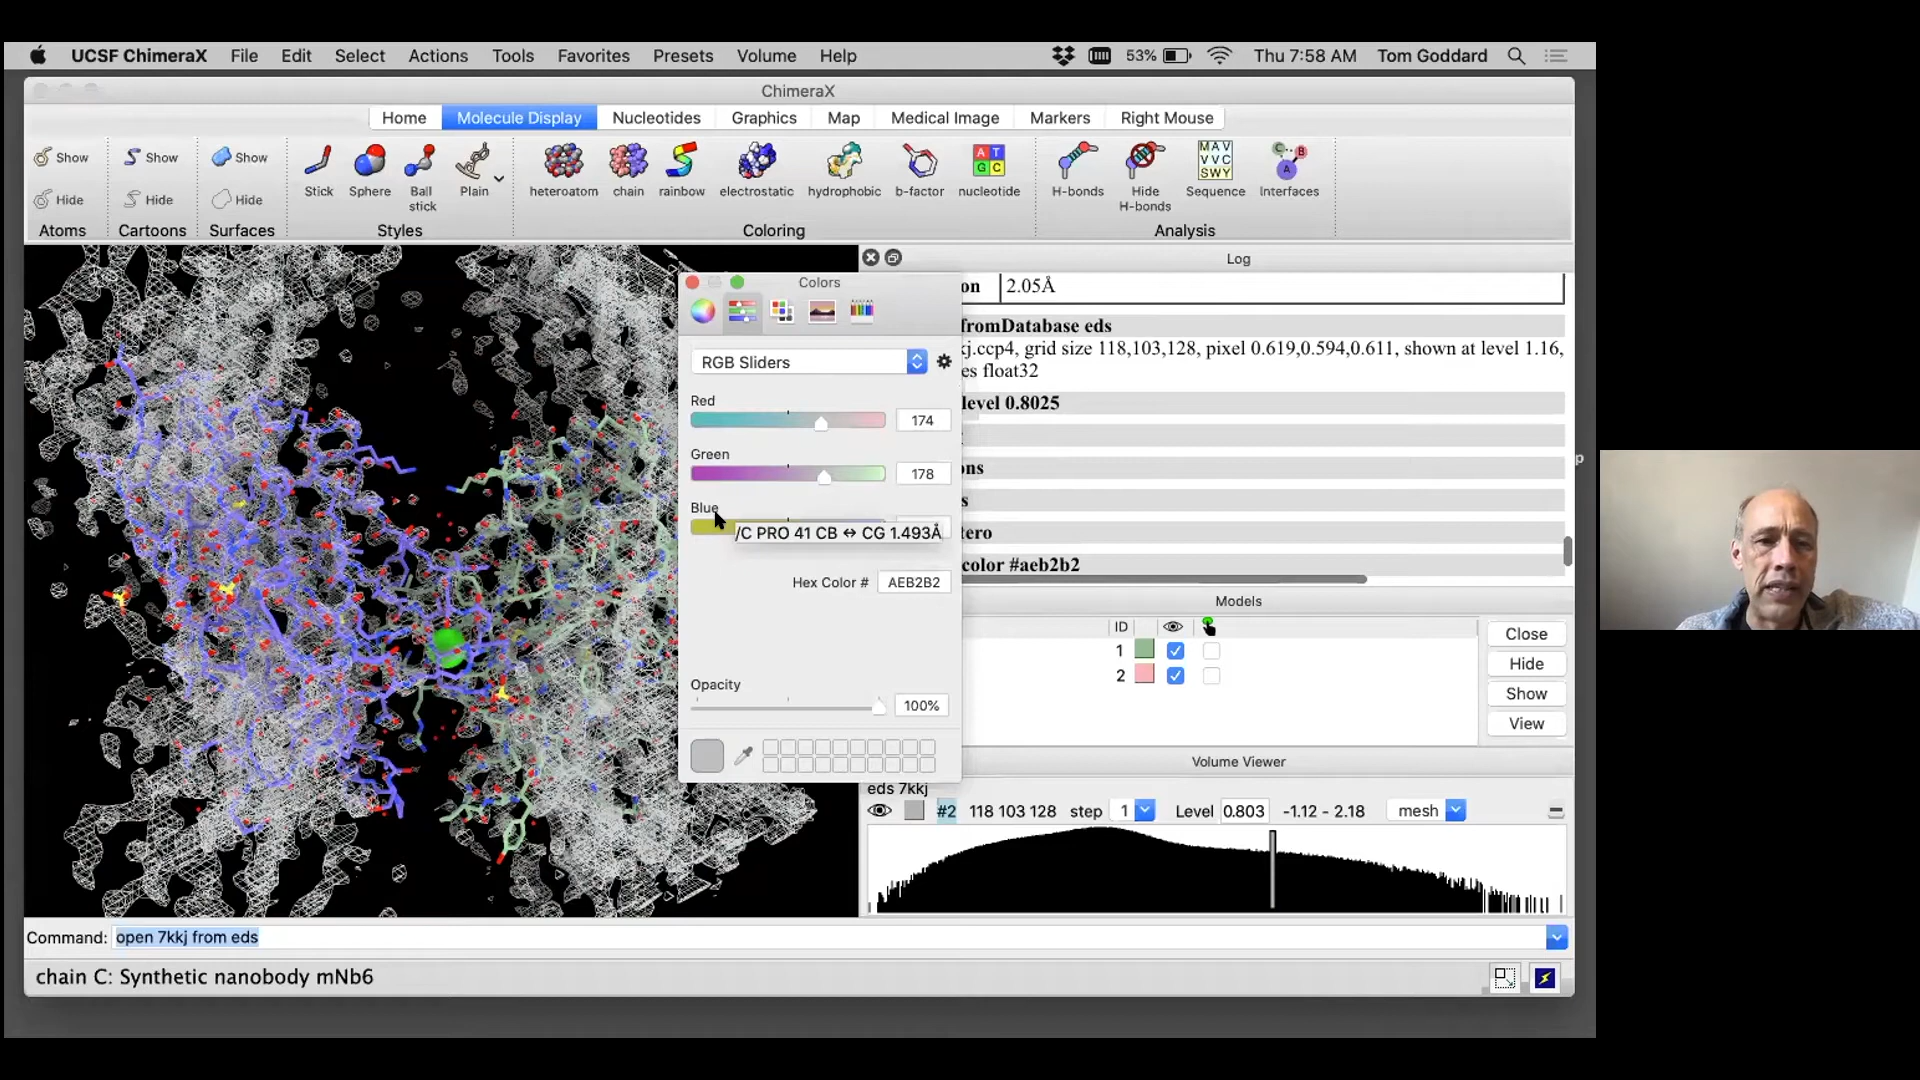 UCSF ChimeraX File Edit Select Actions Tools Favorites Presets Volume Help 53% Thu 7:58 AM Tom Goddard
ChimeraX
Home Molecule Display Nucleotides Graphics Map Medical Image Markers Right Mouse
Show Show Show
Hide Hide Hide
Atoms Cartoons Surfaces
Stick Sphere Ball stick Plain
Styles
heteroatom chain rainbow electrostatic hydrophobic b-factor nucleotide
Coloring
H-bonds Hide H-bonds Sequence Interfaces
MAV
VVC
SWY
A T
G C
C B
A
Analysis
Log
on 2.05Å
fromDatabase eds
kj.ccp4, grid size 118,103,128, pixel 0.619,0.594,0.611, shown at level 1.16,
es float32
level 0.8025
ons
s
tero
color #aeb2b2
Colors
RGB Sliders
Red
174
Green
178
Blue
/C PRO 41 CB ↔ CG 1.493Å
Hex Color # AEB2B2
Opacity
100%
Models
ID
1
2
Close
Hide
Show
View
Volume Viewer
eds 7kkj
#2 118 103 128 step 1 Level 0.803 -1.12 - 2.18 mesh
Command: open 7kkj from eds
chain C: Synthetic nanobody mNb6
p